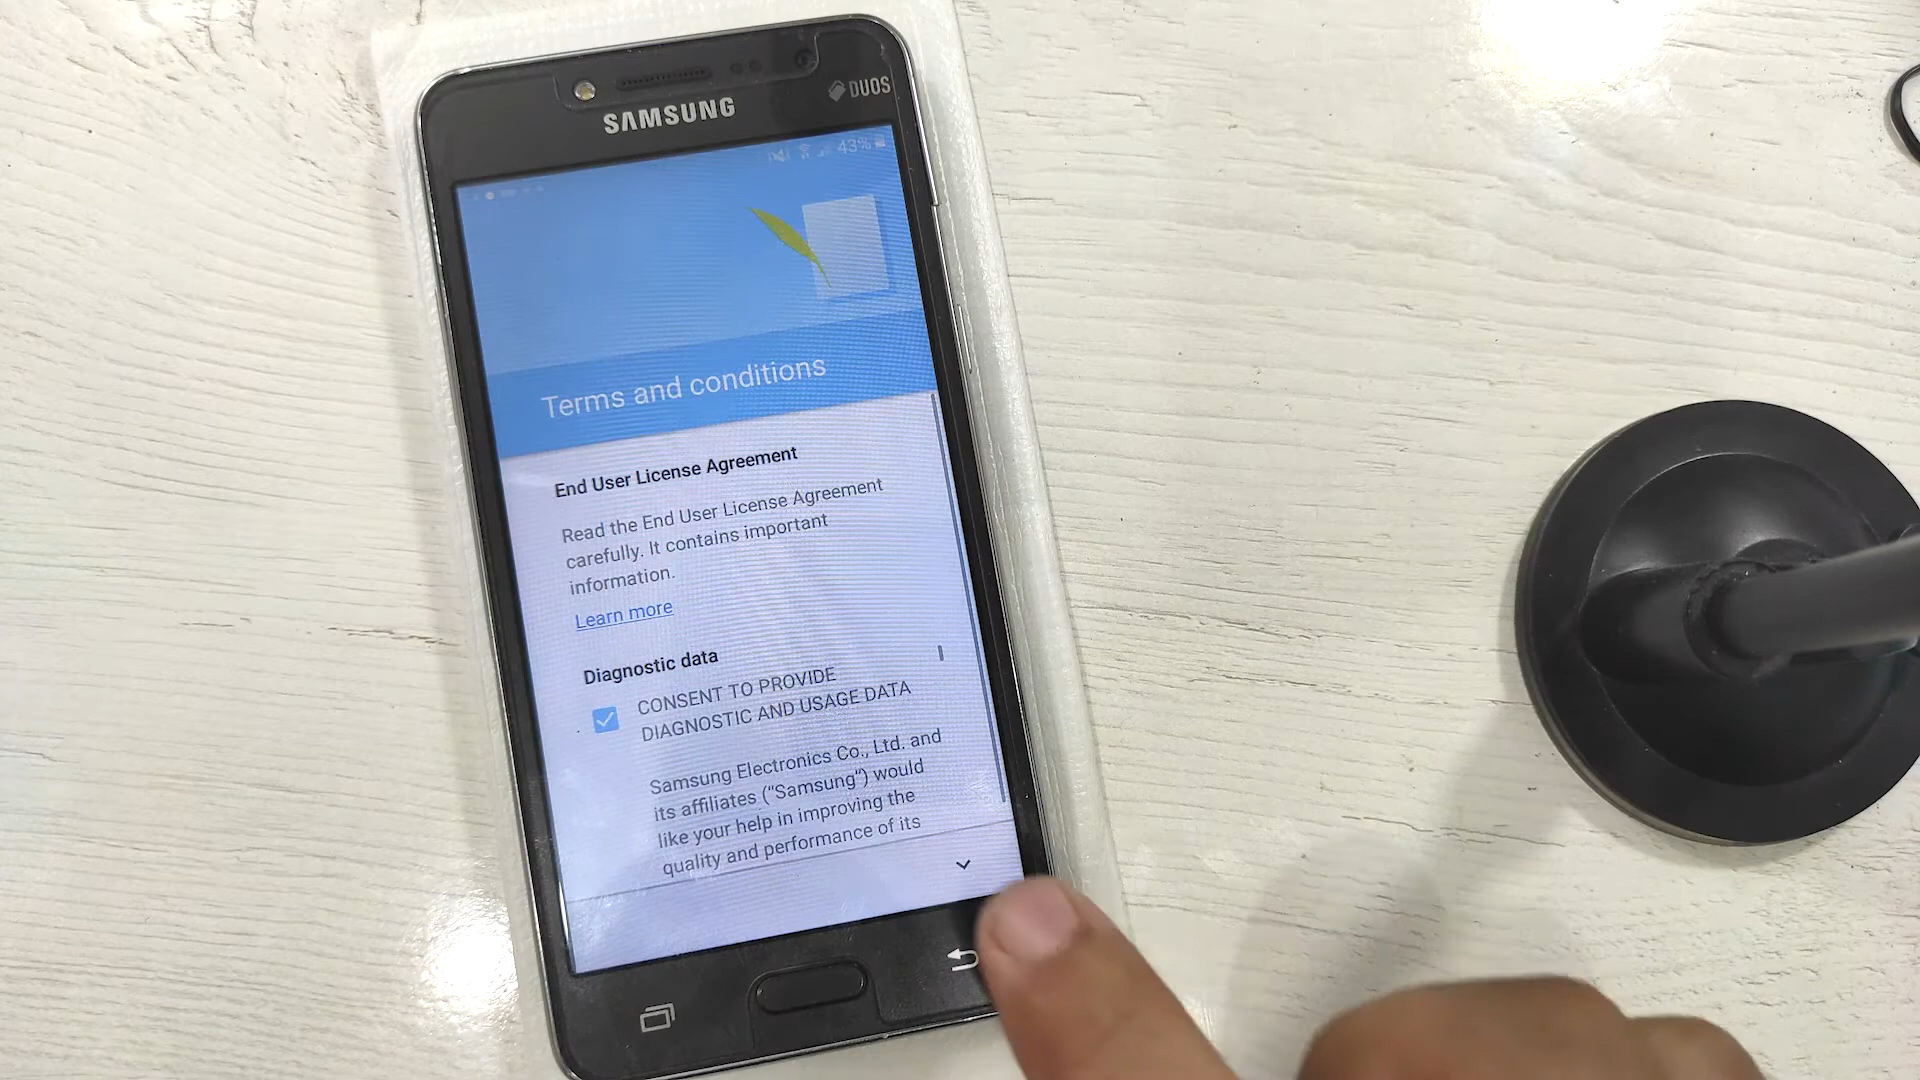 SAMSUNG
DUOS
43%
Terms and conditions
End User License Agreement
Read the End User License Agreement
carefully. It contains important
information.
Learn more
Diagnostic data
CONSENT TO PROVIDE
DIAGNOSTIC AND USAGE DATA
Samsung Electronics Co., Ltd. and
its affiliates ("Samsung") would
like your help in improving the
quality and performance of its